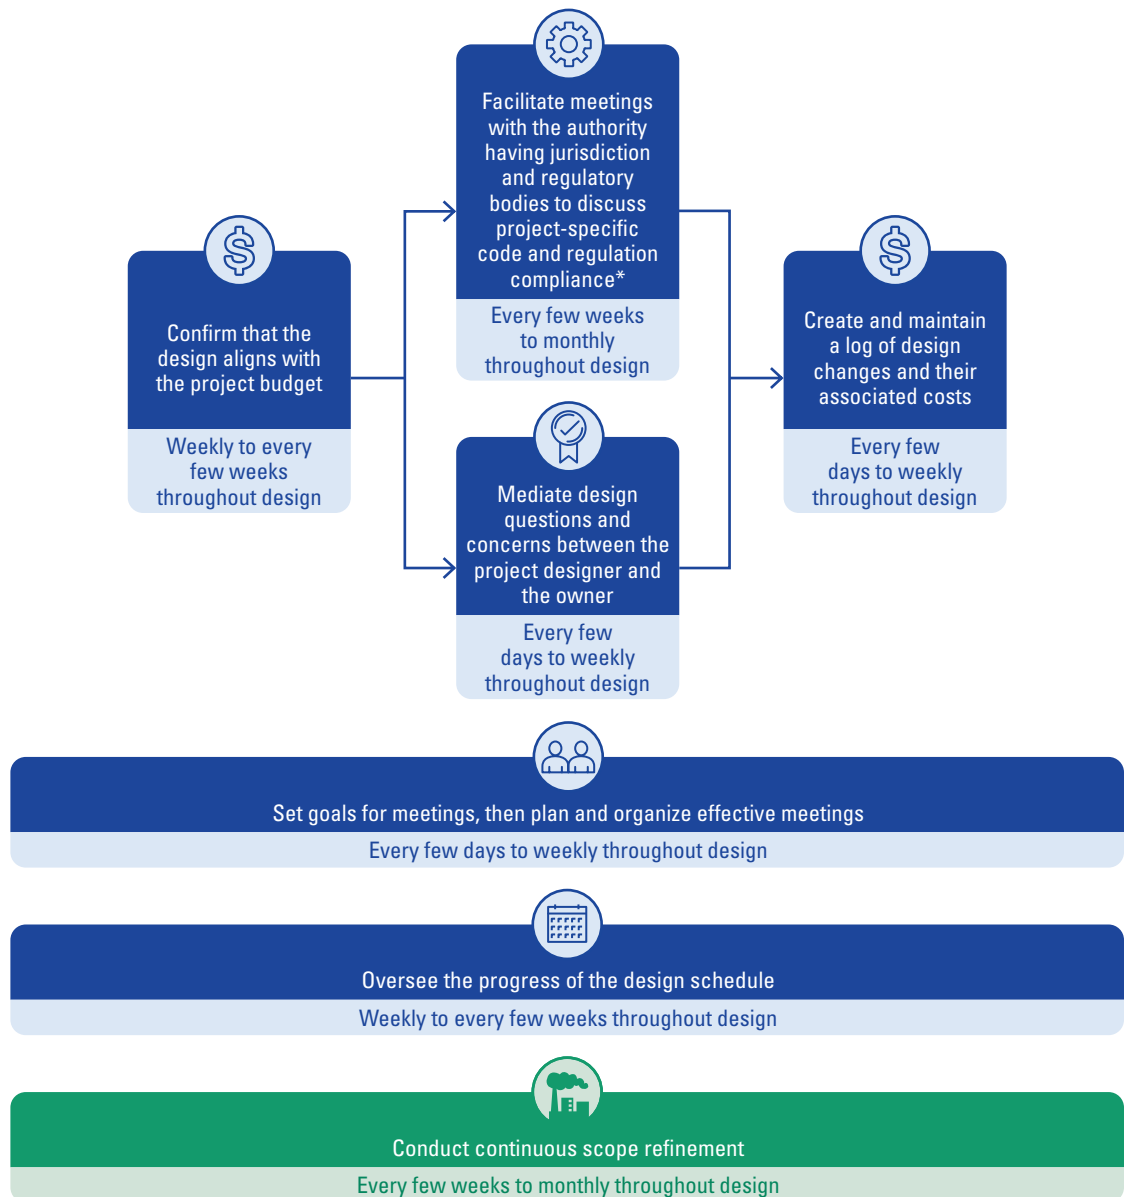 Facilitate meetings
with the authority
having jurisdiction
and regulatory
bodies to discuss
project-specific
code and regulation
compliance*
Every few weeks
to monthly
throughout design
Confirm that the
design aligns with
the project budget
Weekly to every
few weeks
throughout design
Create and maintain
a log of design
changes and their
associated costs
Every few
days to weekly
throughout design
Mediate design
questions and
concerns between the
project designer and
the owner
Every few
days to weekly
throughout design
Set goals for meetings, then plan and organize effective meetings
Every few days to weekly throughout design
Oversee the progress of the design schedule
Weekly to every few weeks throughout design
Conduct continuous scope refinement
Every few weeks to monthly throughout design